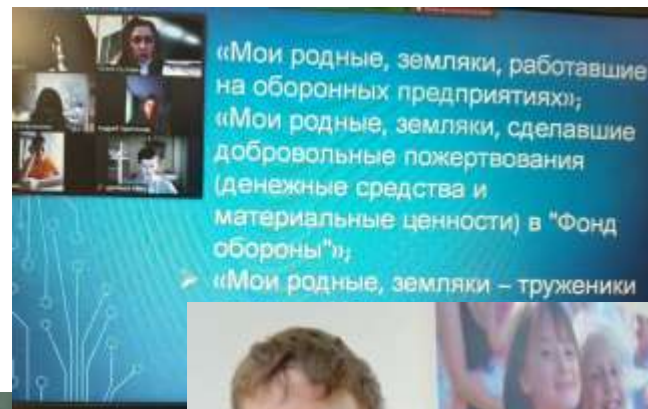 «Мои родные, земляки, работавшие
на оборонных предприятиях»;
«Мои родные, земляки, сделавшие
добровольные пожертвования
(денежные средства и
материальные ценности) в "Фонд
обороны"»;
«Мои родные, земляки – труженики